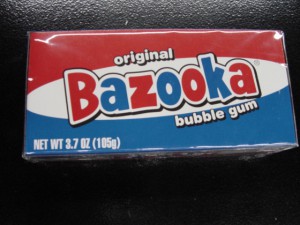 original
Bazooka®
bubble gum
NET WT 3.7 OZ (105g)